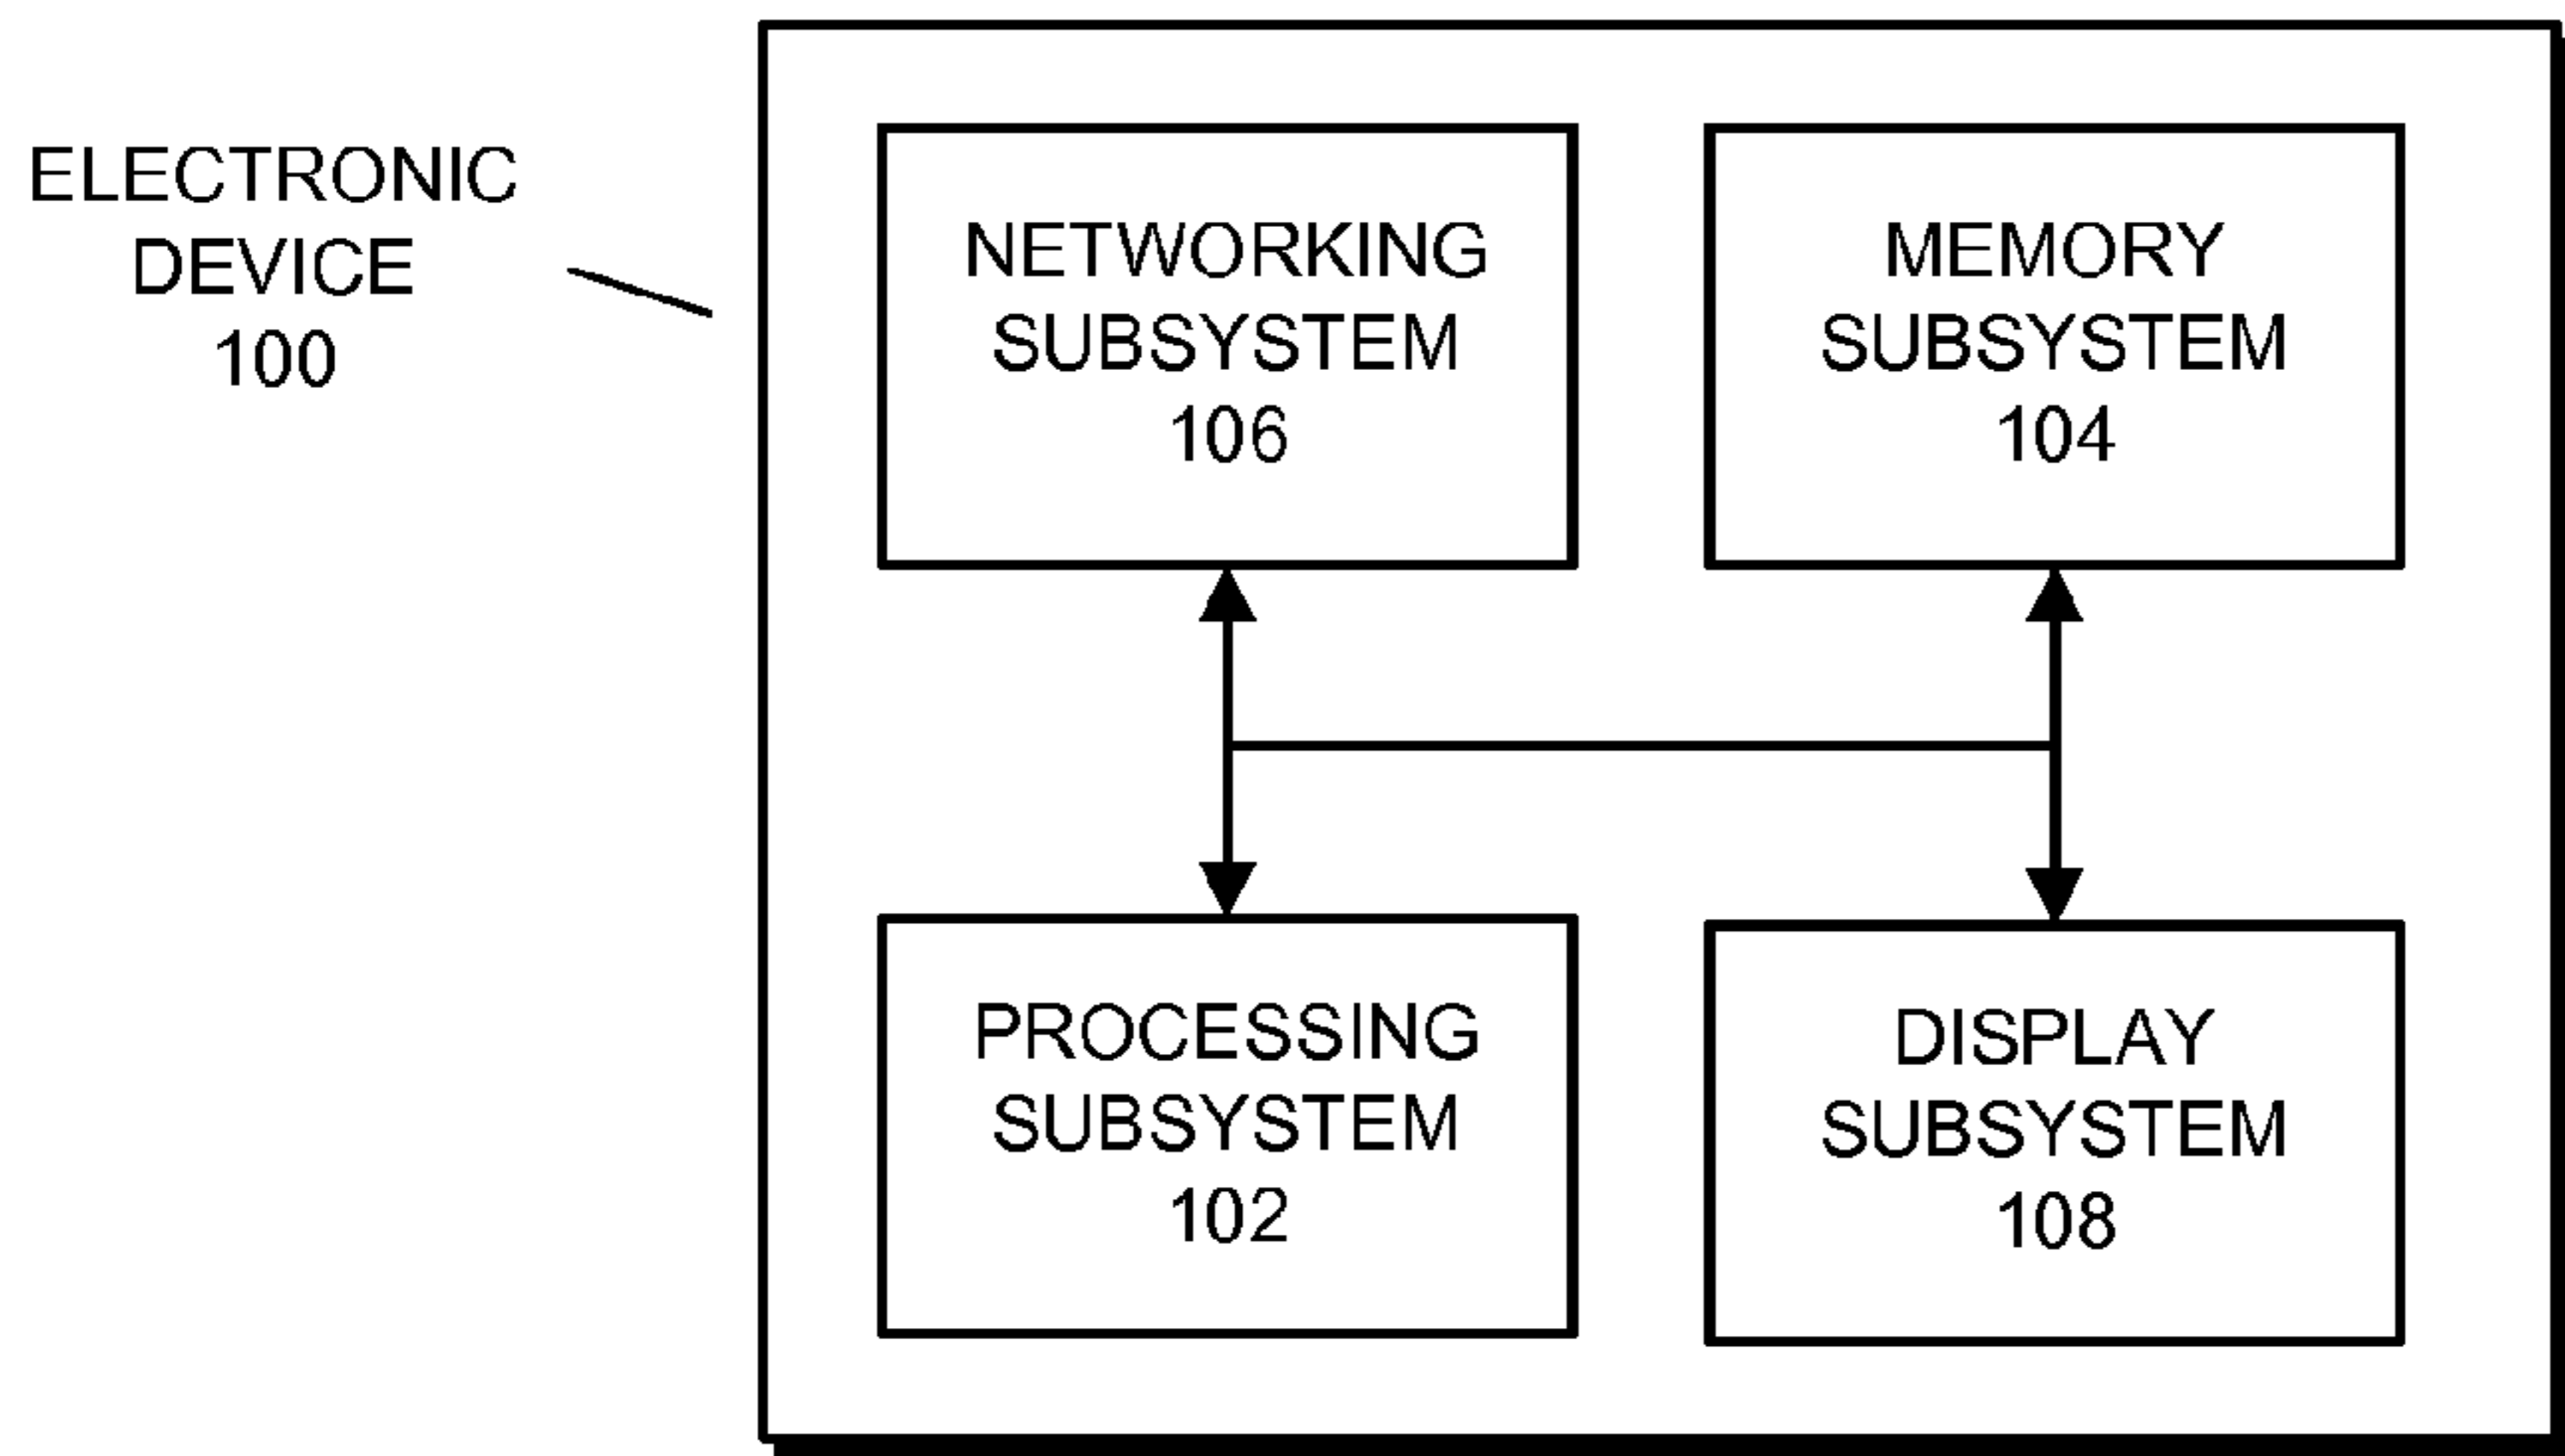 ELECTRONIC
DEVICE
100
NETWORKING
SUBSYSTEM
106
MEMORY
SUBSYSTEM
104
PROCESSING
SUBSYSTEM
102
DISPLAY
SUBSYSTEM
108